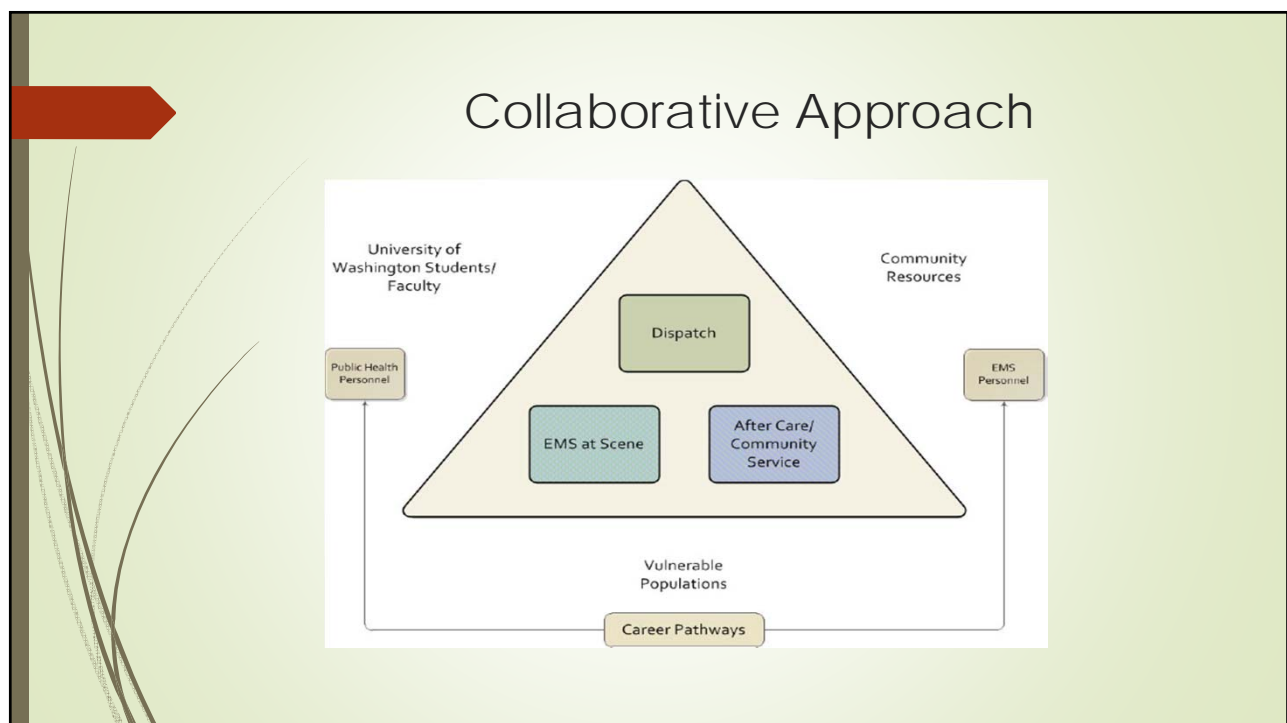 Collaborative Approach
University of
Washington Students/
Faculty
Community
Resources
Dispatch
Public Health
Personnel
EMS
Personnel
EMS at Scene
After Care/
Community
Service
Vulnerable
Populations
Career Pathways